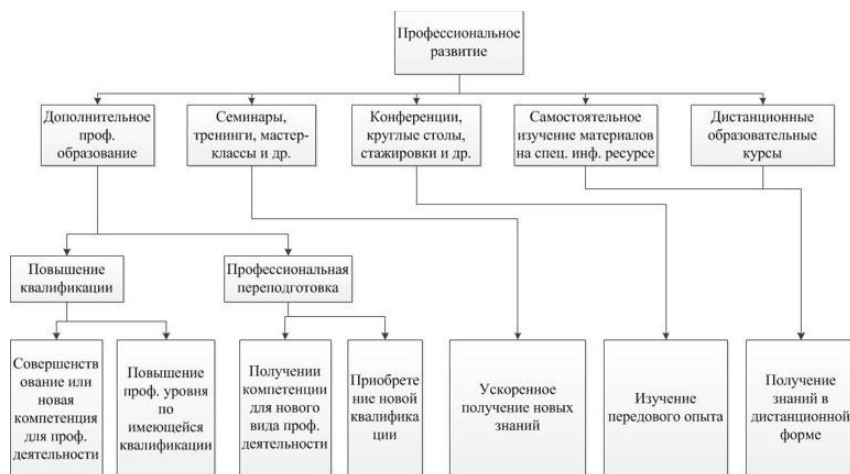 Профессиональное
развитие
Дополнительное
проф.
образование
Семинары,
тренинги, мастер-
классы и др.
Конференции,
круглые столы,
стажировки и др.
Самостоятельное
изучение материалов
на спец. инф. ресурсе
Дистанционные
образовательные
курсы
Повышение
квалификации
Профессиональная
переподготовка
Совершенств
ование или
новая
компетенция
для проф.
деятельности
Повышение
проф. уровня
по
имеющейся
квалификации
Получении
компетенции
для нового
вида проф.
деятельности
Приобрете
ние новой
квалифика
ции
Ускоренное
получение новых
знаний
Изучение
передового опыта
Получение
знаний в
дистанционной
форме